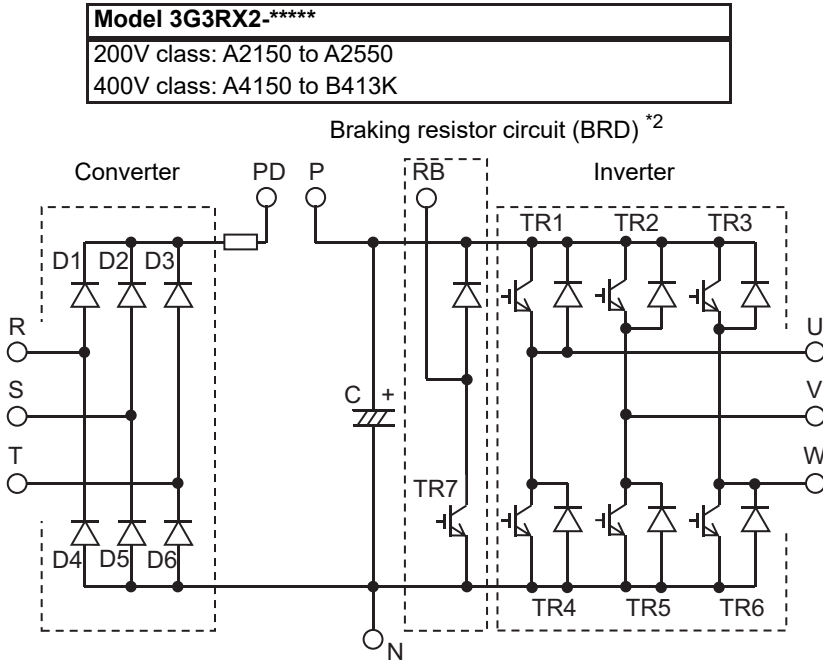 Model 3G3RX2-*****
200V class: A2150 to A2550
400V class: A4150 to B413K
Braking resistor circuit (BRD) *2
Converter PD P RB Inverter
TR1 TR2 TR3
D1 D2 D3
R U
S C + V
T W
TR7
D4 D5 D6
TR4 TR5 TR6
N